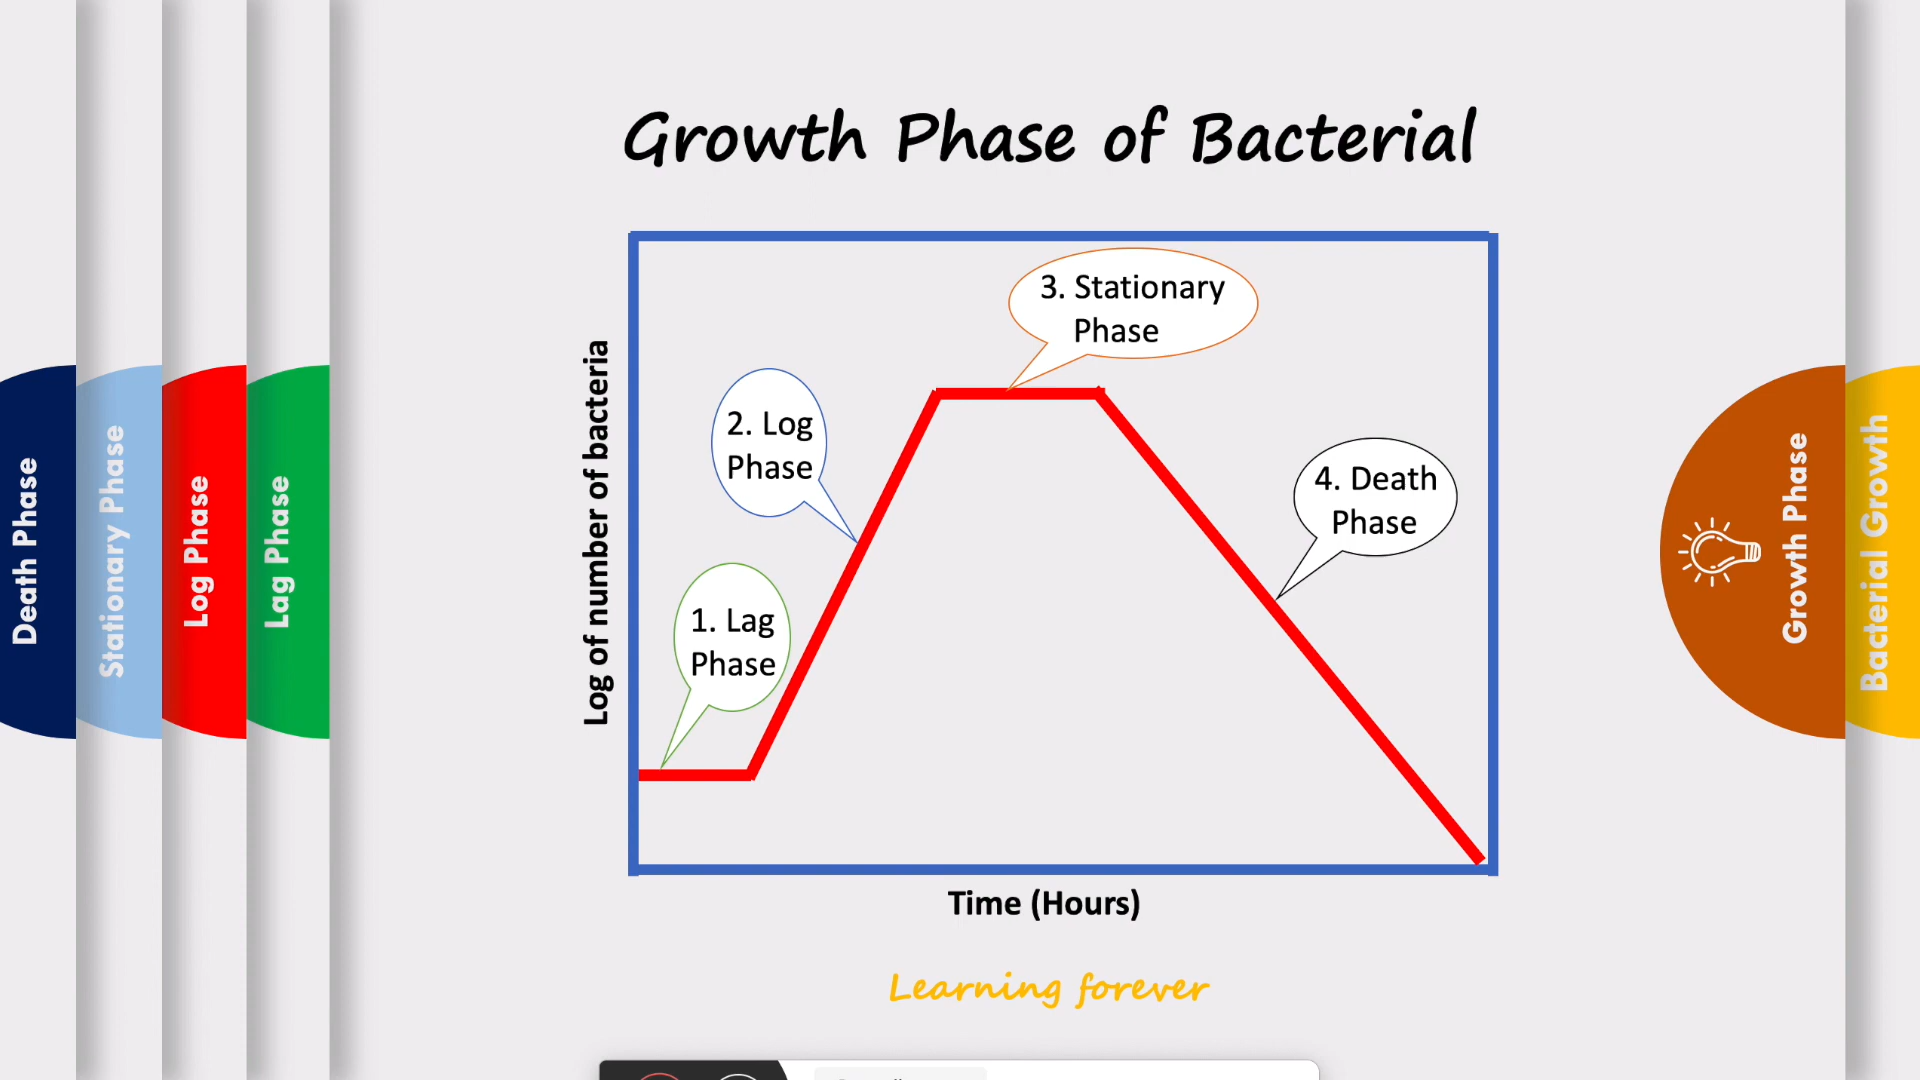 Growth Phase of Bacterial
Death Phase
Stationary Phase
Log Phase
Lag Phase
Log of number of bacteria
1. Lag
Phase
2. Log
Phase
3. Stationary
Phase
4. Death
Phase
Time (Hours)
Learning forever
Growth Phase
Bacterial Growth